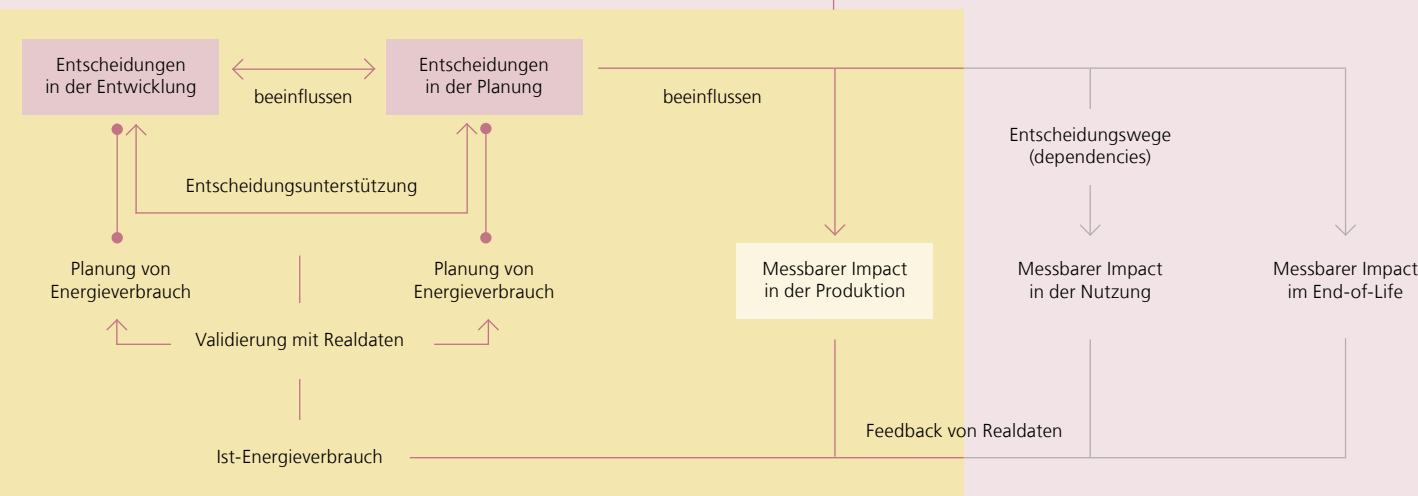 Entscheidungen
in der Entwicklung
beeinflussen
Entscheidungen
in der Planung
beeinflussen
Entscheidungswege
(dependencies)
Entscheidungsunterstützung
Planung von
Energieverbrauch
Planung von
Energieverbrauch
Messbarer Impact
in der Produktion
Messbarer Impact
in der Nutzung
Messbarer Impact
im End-of-Life
Validierung mit Realdaten
Feedback von Realdaten
Ist-Energieverbrauch